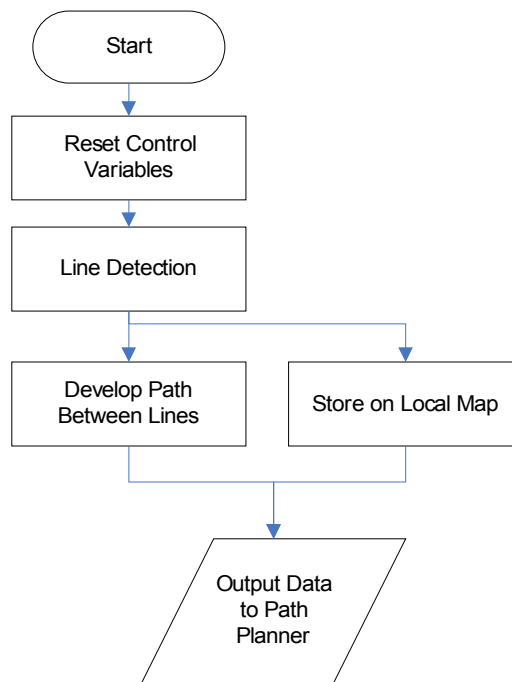 Start
Reset Control
Variables
Line Detection
Develop Path
Between Lines
Store on Local Map
Output Data
to Path
Planner